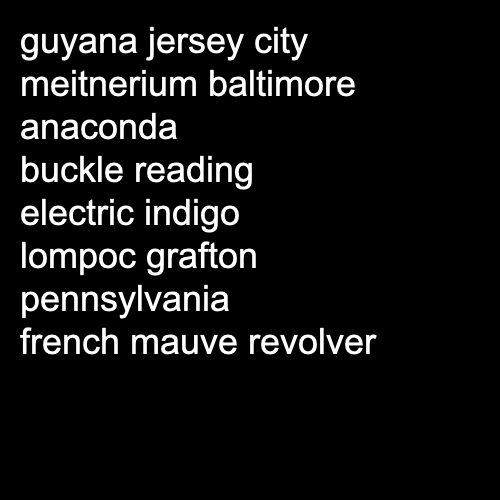 guyana jersey city
meitnerium baltimore
anaconda
buckle reading
electric indigo
lompoc grafton
pennsylvania
french mauve revolver